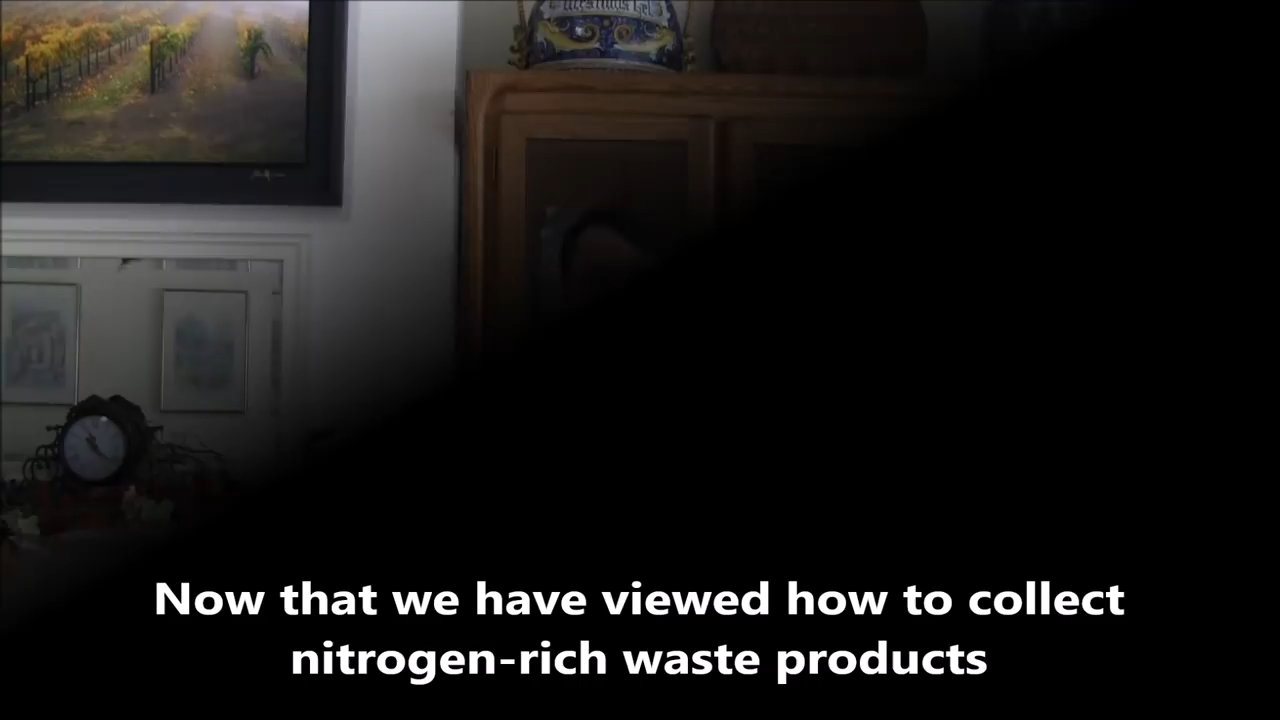 Now that we have viewed how to collect
nitrogen-rich waste products